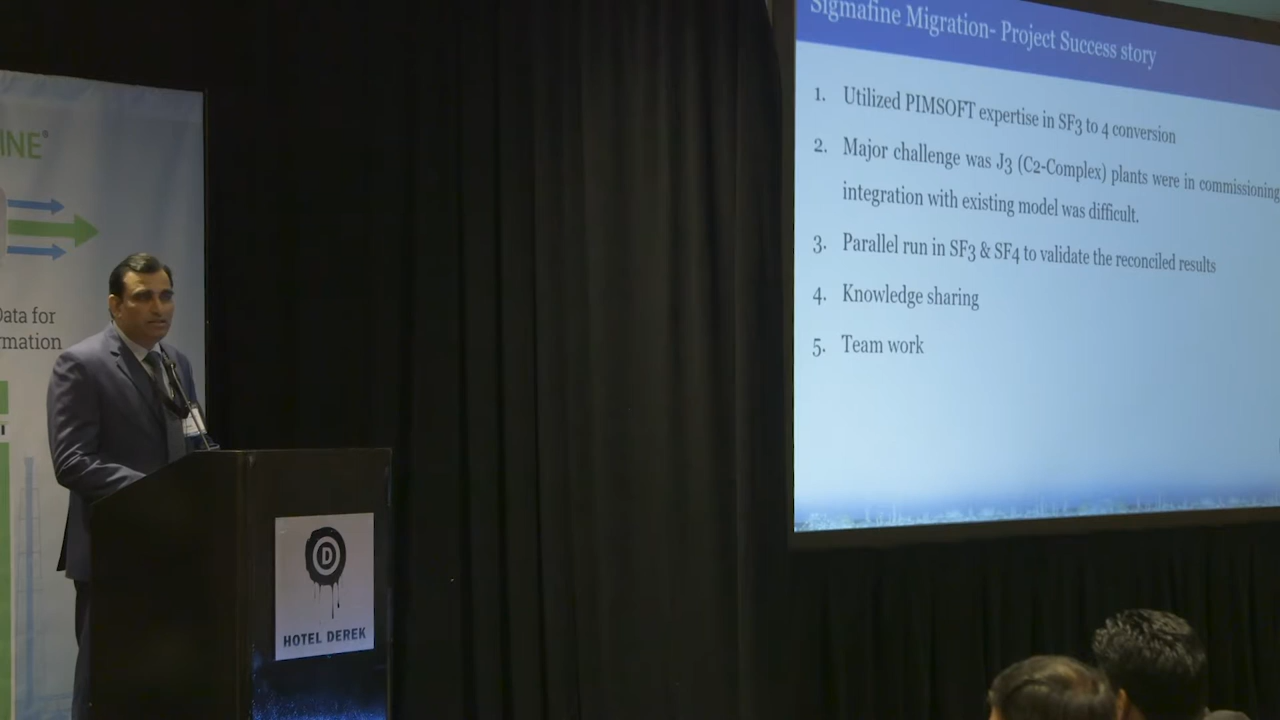 INE®
Data for
rmation
I
D
HOTEL DEREK
Sigmafine Migration- Project Success story
1. Utilized PIMSOFT expertise in SF3 to 4 conversion
2. Major challenge was J3 (C2-Complex) plants were in commissioning
integration with existing model was difficult.
3. Parallel run in SF3 & SF4 to validate the reconciled results
4. Knowledge sharing
5. Team work